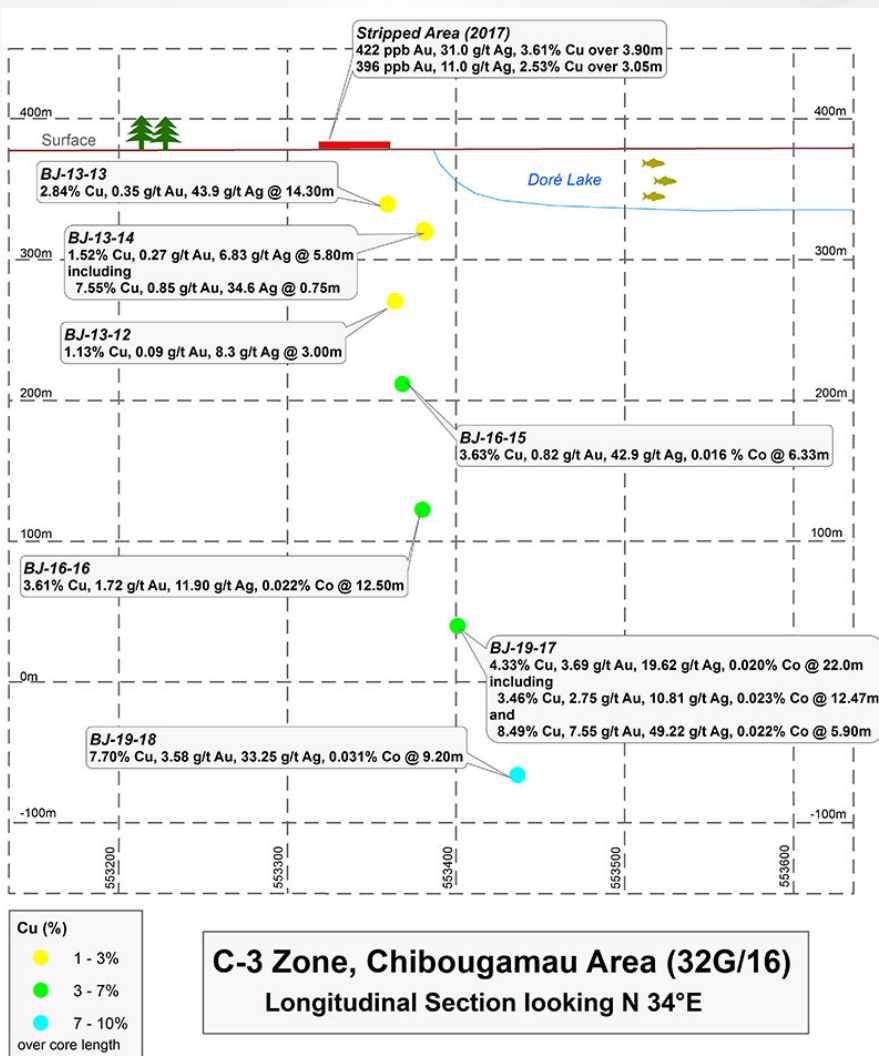 Stripped Area (2017)
422 ppb Au, 31.0 g/t Ag, 3.61% Cu over 3.90m
396 ppb Au, 11.0 g/t Ag, 2.53% Cu over 3.05m
400m
400m
Surface
BJ-13-13
2.84% Cu, 0.35 g/t Au, 43.9 g/t Ag @ 14.30m
Doré Lake
BJ-13-14
1.52% Cu, 0.27 g/t Au, 6.83 g/t Ag @ 5.80m
including
7.55% Cu, 0.85 g/t Au, 34.6 Ag @ 0.75m
300m
300m
BJ-13-12
1.13% Cu, 0.09 g/t Au, 8.3 g/t Ag @ 3.00m
200m
200m
BJ-16-15
3.63% Cu, 0.82 g/t Au, 42.9 g/t Ag, 0.016 % Co @ 6.33m
100m
100m
BJ-16-16
3.61% Cu, 1.72 g/t Au, 11.90 g/t Ag, 0.022% Co @ 12.50m
BJ-19-17
4.33% Cu, 3.69 g/t Au, 19.62 g/t Ag, 0.020% Co @ 22.0m
including
3.46% Cu, 2.75 g/t Au, 10.81 g/t Ag, 0.023% Co @ 12.47m
and
8.49% Cu, 7.55 g/t Au, 49.22 g/t Ag, 0.022% Co @ 5.90m
0m
BJ-19-18
7.70% Cu, 3.58 g/t Au, 33.25 g/t Ag, 0.031% Co @ 9.20m
-100m
-100m
553200
553300
553400
553500
553600
Cu (%)
1 - 3%
3 - 7%
7 - 10%
over core length
C-3 Zone, Chibougamau Area (32G/16)
Longitudinal Section looking N 34°E